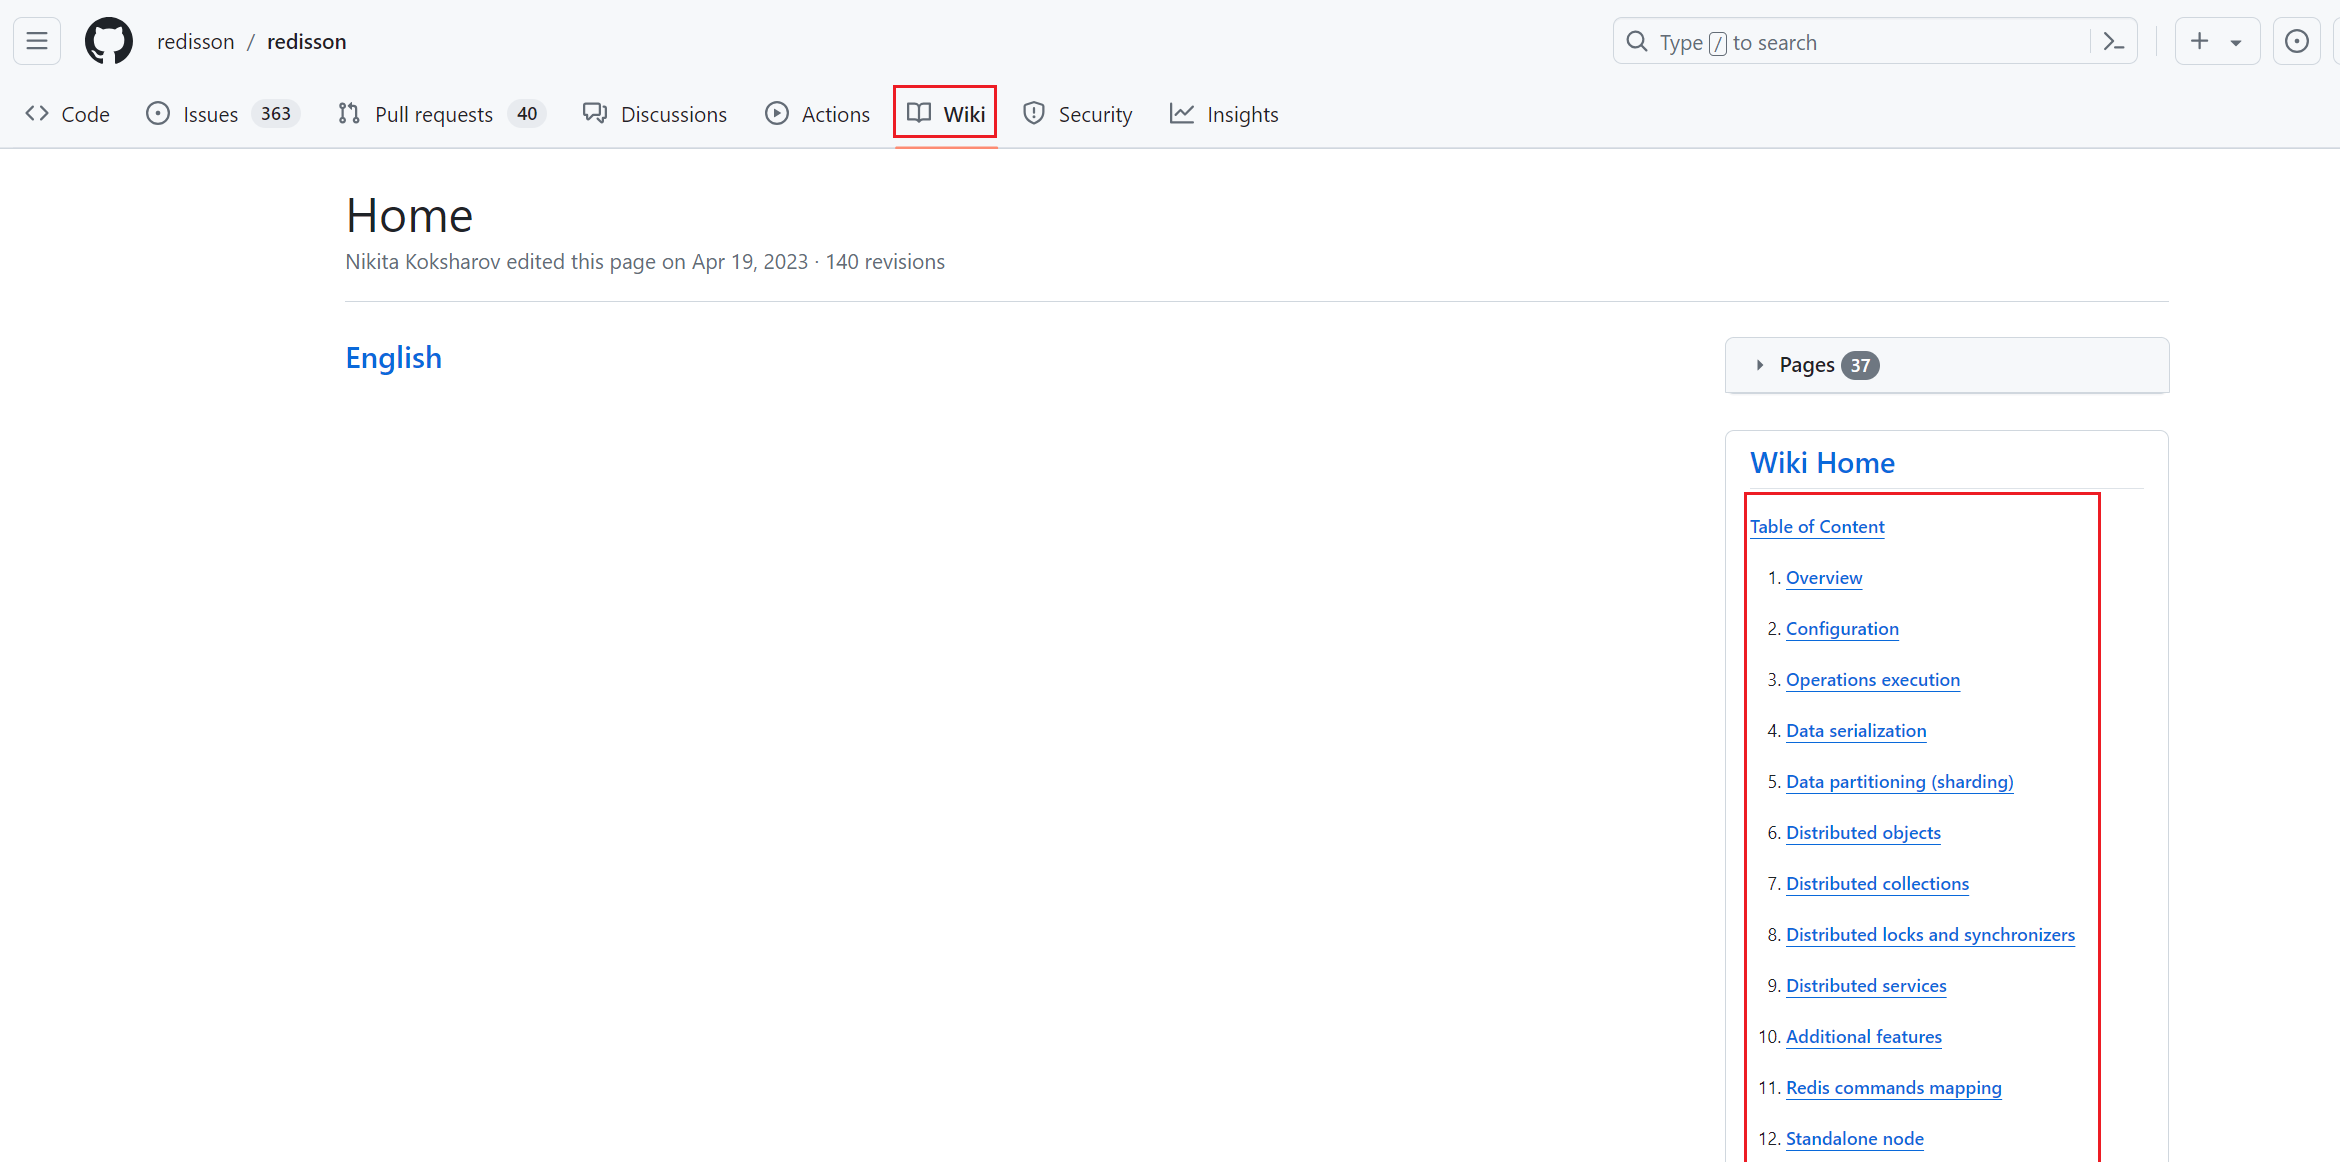 redisson / redisson
Type / to search
Code
Issues 363
Pull requests 40
Discussions
Actions
Wiki
Security
Insights
Home
Nikita Koksharov edited this page on Apr 19, 2023 · 140 revisions
English
Pages 37
Wiki Home
Table of Content
1. Overview
2. Configuration
3. Operations execution
4. Data serialization
5. Data partitioning (sharding)
6. Distributed objects
7. Distributed collections
8. Distributed locks and synchronizers
9. Distributed services
10. Additional features
11. Redis commands mapping
12. Standalone node